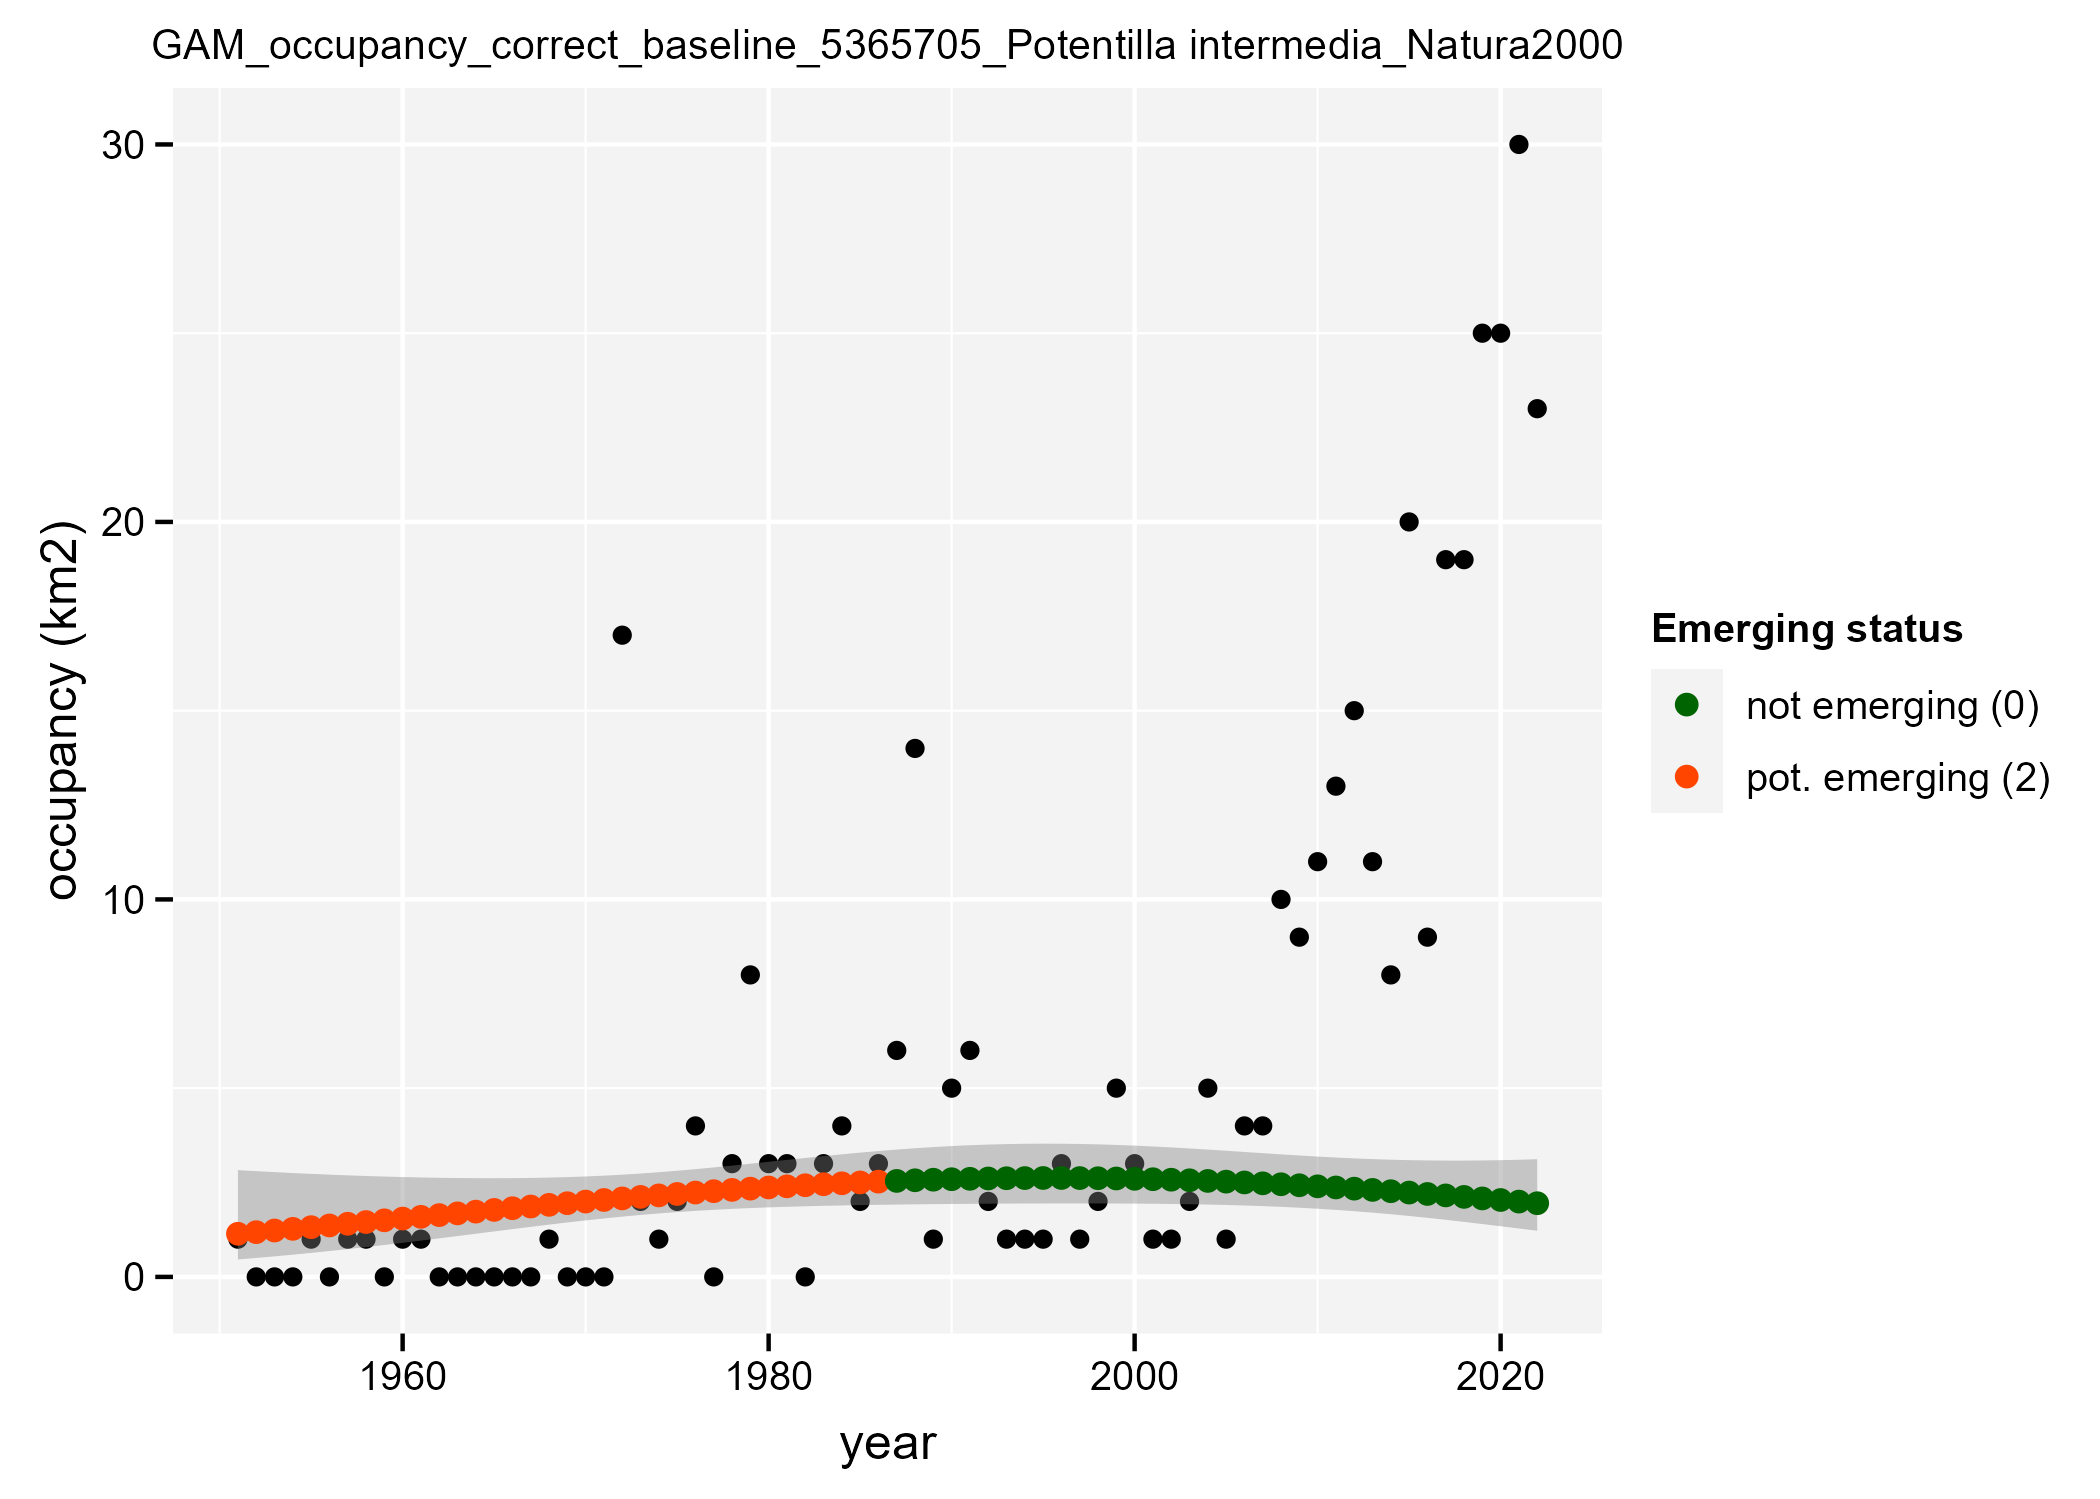 GAM_occupancy_correct_baseline_5365705_Potentilla intermedia_Natura2000
30
20
10
0
occupancy (km2)
1960
1980
2000
2020
year
Emerging status
not emerging (0)
pot. emerging (2)